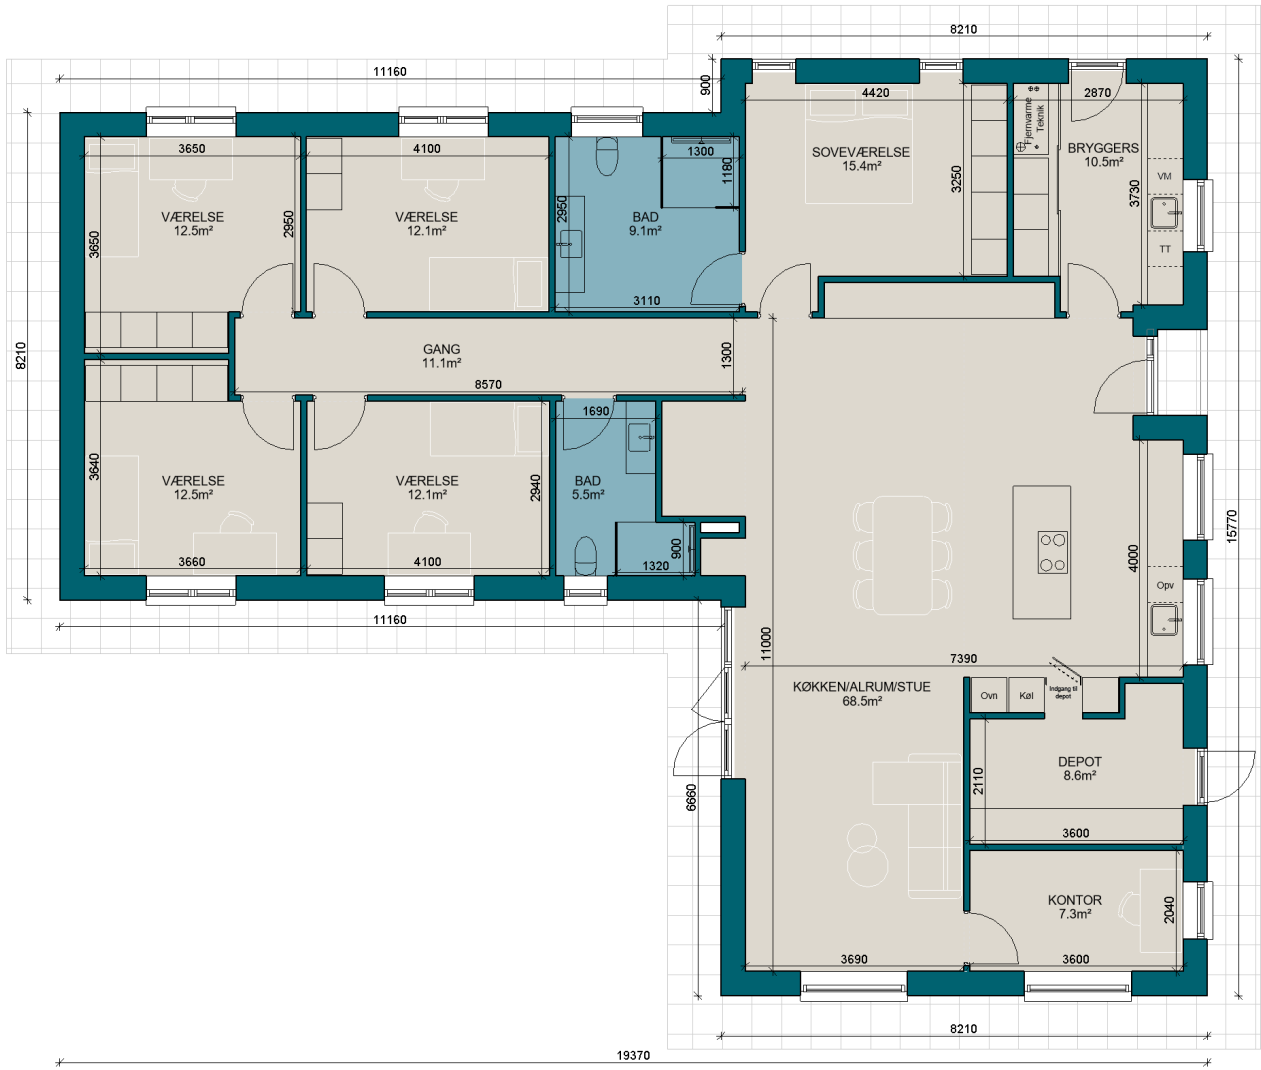 8210
11160
900
4420
2870
Fjernvarme
Teknik
3650
4100
1300
1180
SOVEVÆRELSE
15.4m²
BRYGGERS
10.5m²
3250
3730
VM
TT
VÆRELSE
12.5m²
2950
VÆRELSE
12.1m²
2950
BAD
9.1m²
3650
3110
8210
GANG
11.1m²
1300
8570
1690
3640
VÆRELSE
12.5m²
VÆRELSE
12.1m²
2940
BAD
5.5m²
900
1320
3660
4100
11160
4000
15770
Opv
11000
7390
KØKKEN/ALRUM/STUE
68.5m²
Ovn
Køl
Indgang til
depot
6660
2110
DEPOT
8.6m²
3600
KONTOR
7.3m²
2040
3690
3600
8210
19370